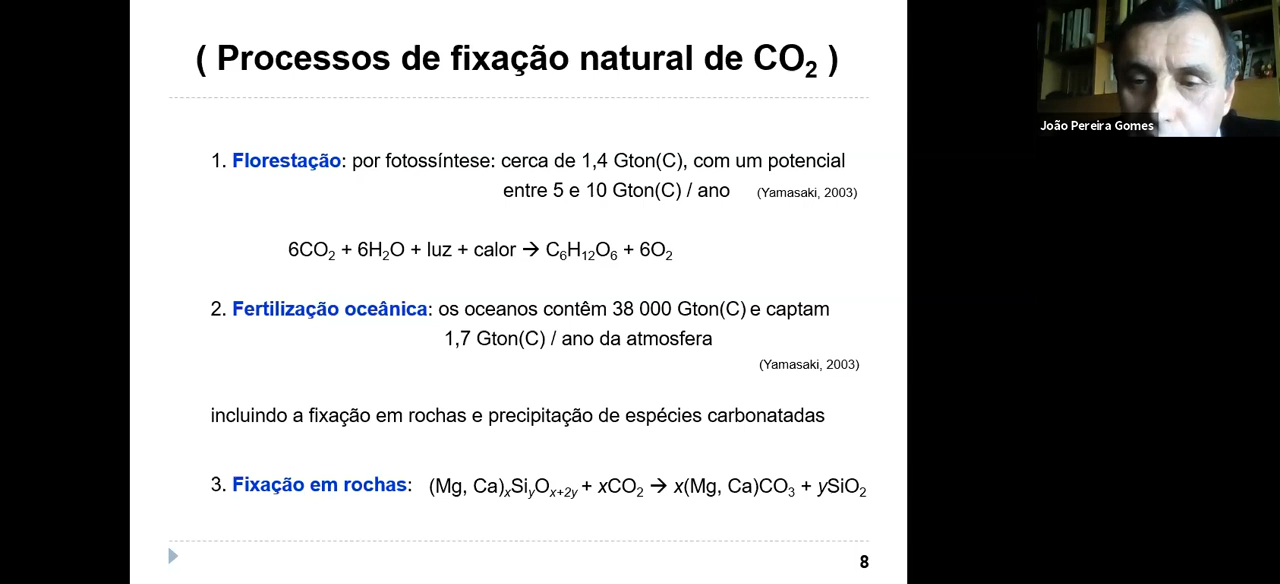 ( Processos de fixação natural de CO₂ )
João Pereira Gomes
1. Florestação: por fotossíntese: cerca de 1,4 Gton(C), com um potencial
entre 5 e 10 Gton(C) / ano (Yamasaki, 2003)
6CO₂ + 6H₂O + luz + calor → C₆H₁₂O₆ + 6O₂
2. Fertilização oceânica: os oceanos contêm 38 000 Gton(C) e captam
1,7 Gton(C) / ano da atmosfera
(Yamasaki, 2003)
incluindo a fixação em rochas e precipitação de espécies carbonatadas
3. Fixação em rochas: (Mg, Ca)ₓSiᵧOₓ₊₂ᵧ + xCO₂ → x(Mg, Ca)CO₃ + ySiO₂
8